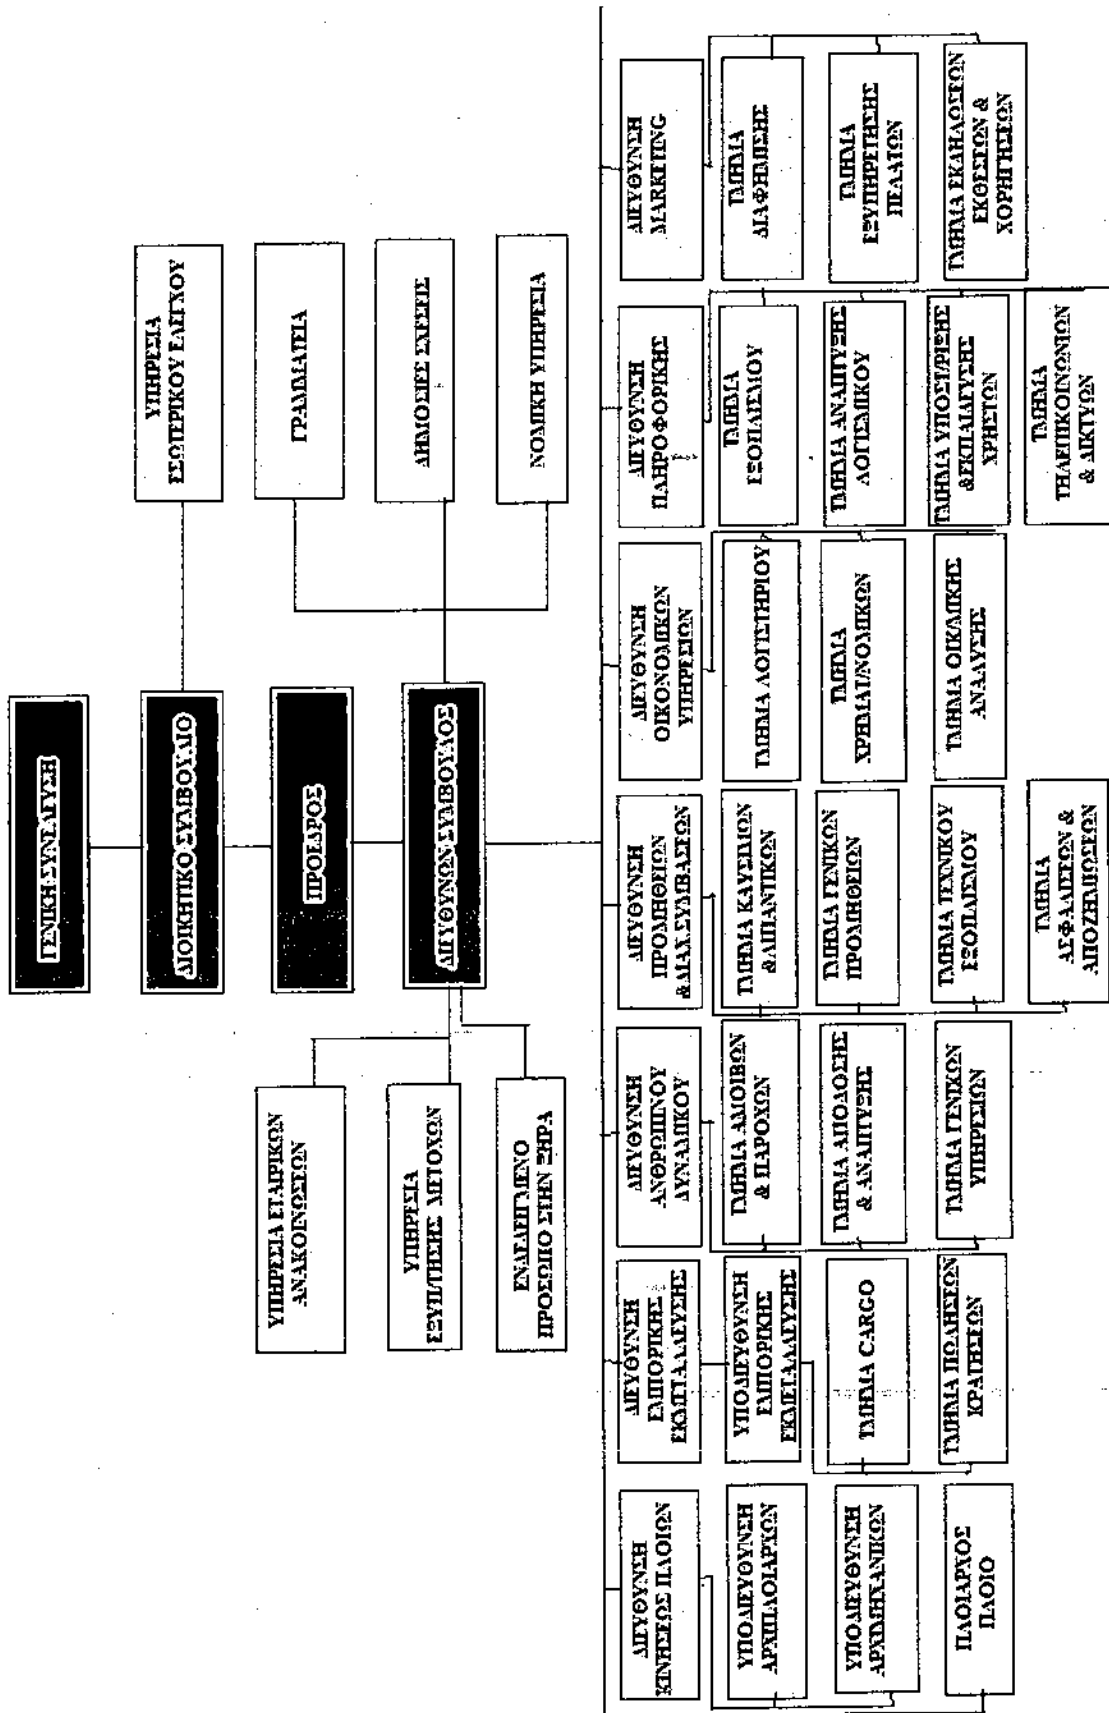 ΓΕΝΙΚΗ ΣΥΝΕΛΕΥΣΗ
ΔΙΟΙΚΗΤΙΚΟ ΣΥΜΒΟΥΛΙΟ
ΥΠΗΡΕΣΙΑ
ΕΣΩΤΕΡΙΚΟΥ ΕΛΕΓΧΟΥ
ΠΡΟΕΔΡΟΣ
ΔΙΕΥΘΥΝΩΝ ΣΥΜΒΟΥΛΟΣ
ΥΠΗΡΕΣΙΑ ΕΤΑΙΡΙΚΩΝ
ΑΝΑΚΟΙΝΩΣΕΩΝ
ΥΠΗΡΕΣΙΑ
ΕΞΥΠ/ΤΗΣΗΣ ΜΕΤΟΧΩΝ
ΕΝΔΕΔΕΙΓΜΕΝΟ
ΠΡΟΣΩΠΟ ΣΤΗΝ ΞΗΡΑ
ΓΡΑΜΜΑΤΕΙΑ
ΔΗΜΟΣΙΕΣ ΣΧΕΣΕΙΣ
ΝΟΜΙΚΗ ΥΠΗΡΕΣΙΑ
ΔΙΕΥΘΥΝΣΗ
ΚΙΝΗΣΕΩΣ ΠΛΟΙΩΝ
ΥΠΟΔΙΕΥΘΥΝΣΗ
ΑΡΧΙΠΛΟΙΑΡΧΩΝ
ΥΠΟΔΙΕΥΘΥΝΣΗ
ΑΡΧΙΜΗΧΑΝΙΚΩΝ
ΠΛΟΙΑΡΧΟΣ
ΠΛΟΙΟ
ΔΙΕΥΘΥΝΣΗ
ΕΜΠΟΡΙΚΗΣ
ΕΚΜΕΤΑΛΛΕΥΣΗΣ
ΥΠΟΔΙΕΥΘΥΝΣΗ
ΕΜΠΟΡΙΚΗΣ
ΕΚΜΕΤΑΛΛΕΥΣΗΣ
ΤΜΗΜΑ CARGO
ΤΜΗΜΑ ΠΩΛΗΣΕΩΝ
ΚΡΑΤΗΣΕΩΝ
ΔΙΕΥΘΥΝΣΗ
ΑΝΘΡΩΠΙΝΟΥ
ΔΥΝΑΜΙΚΟΥ
ΤΜΗΜΑ ΑΜΟΙΒΩΝ
& ΠΑΡΟΧΩΝ
ΤΜΗΜΑ ΑΠΟΔΟΣΗΣ
& ΑΝΑΠΤΥΞΗΣ
ΤΜΗΜΑ ΓΕΝΙΚΩΝ
ΥΠΗΡΕΣΙΩΝ
ΔΙΕΥΘΥΝΣΗ
ΠΡΟΜΗΘΕΙΩΝ
&ΔΙΑΧ ΣΥΜΒΑΣΕΩΝ
ΤΜΗΜΑ ΚΑΥΣΙΜΩΝ
&ΛΙΠΑΝΤΙΚΩΝ
ΤΜΗΜΑ ΓΕΝΙΚΩΝ
ΠΡΟΜΗΘΕΙΩΝ
ΤΜΗΜΑ ΤΕΧΝΙΚΟΥ
ΕΞΟΠΛΙΣΜΟΥ
ΤΜΗΜΑ
ΑΣΦΑΛΙΣΕΩΝ &
ΑΠΟΖΗΜΙΩΣΕΩΝ
ΔΙΕΥΘΥΝΣΗ
ΟΙΚΟΝΟΜΙΚΩΝ
ΥΠΗΡΕΣΙΩΝ
ΤΜΗΜΑ ΛΟΓΙΣΤΗΡΙΟΥ
ΤΜΗΜΑ
ΧΡΗΜΑΤ/ΝΟΜΙΚΩΝ
ΤΜΗΜΑ ΟΙΚ/ΜΙΚΗΣ
ΑΝΑΛΥΣΗΣ
ΔΙΕΥΘΥΝΣΗ
ΠΛΗΡΟΦΟΡΙΚΗΣ
ΤΜΗΜΑ
ΕΞΟΠΛΙΣΜΟΥ
ΤΜΗΜΑ ΑΝΑΠΤΥΞΗΣ
ΛΟΓΙΣΜΙΚΟΥ
ΤΜΗΜΑ ΥΠΟΣΤ/ΡΙΞΗΣ
&ΕΚΠΑΙΔΕΥΣΗΣ
ΧΡΗΣΤΩΝ
ΤΜΗΜΑ
ΤΗΛΕΠΙΚΟΙΝΩΝΙΩΝ
& ΔΙΚΤΥΩΝ
ΔΙΕΥΘΥΝΣΗ
MARKETING
ΤΜΗΜΑ
ΔΙΑΦΗΜΙΣΗΣ
ΤΜΗΜΑ
ΕΞΥΠΗΡΕΤΗΣΗΣ
ΠΕΛΑΤΩΝ
ΤΜΗΜΑ ΕΚΔΗΛΩΣΕΩΝ
ΕΚΘΕΣΕΩΝ &
ΧΟΡΗΓΗΣΕΩΝ